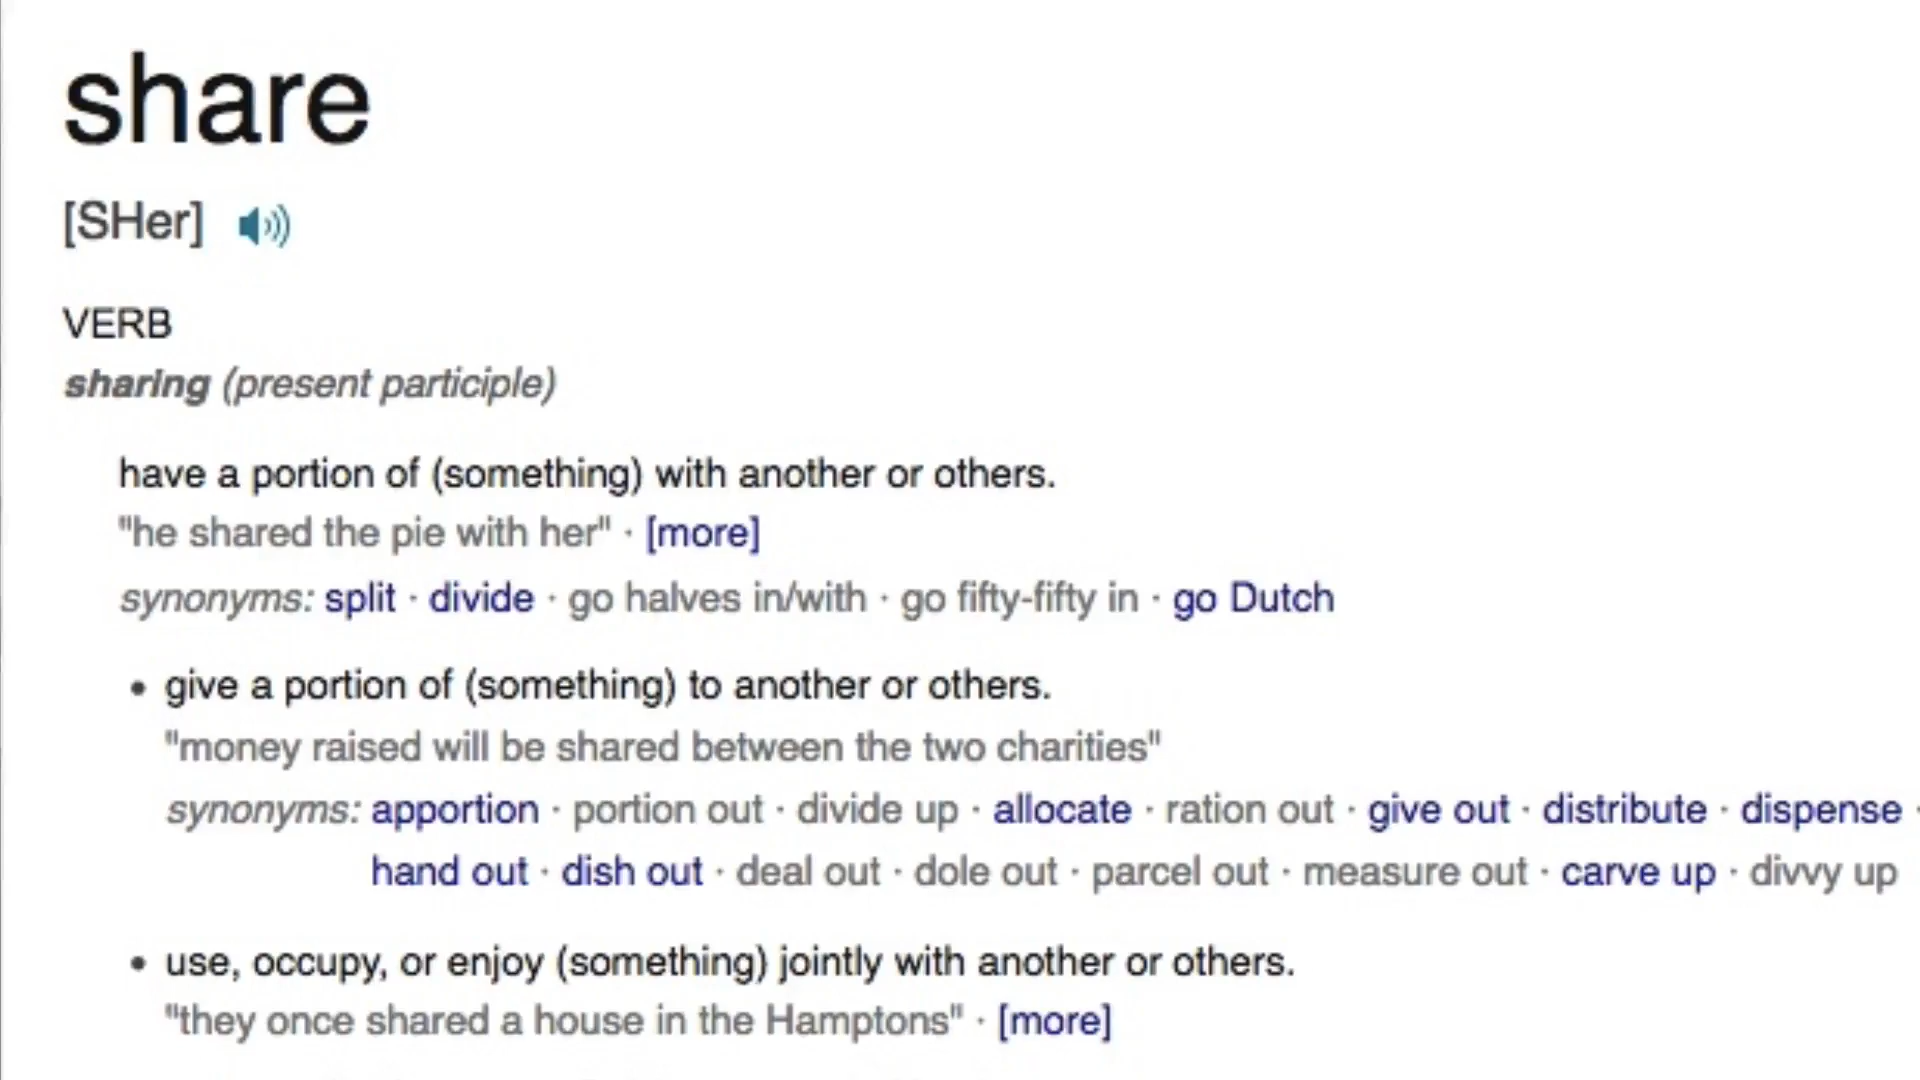 share
[SHer]
VERB
sharing (present participle)
have a portion of (something) with another or others.
"he shared the pie with her" · [more]
synonyms: split · divide · go halves in/with · go fifty-fifty in · go Dutch
• give a portion of (something) to another or others.
"money raised will be shared between the two charities"
synonyms: apportion · portion out · divide up · allocate · ration out · give out · distribute · dispense ·
hand out · dish out · deal out · dole out · parcel out · measure out · carve up · divvy up
• use, occupy, or enjoy (something) jointly with another or others.
"they once shared a house in the Hamptons" · [more]